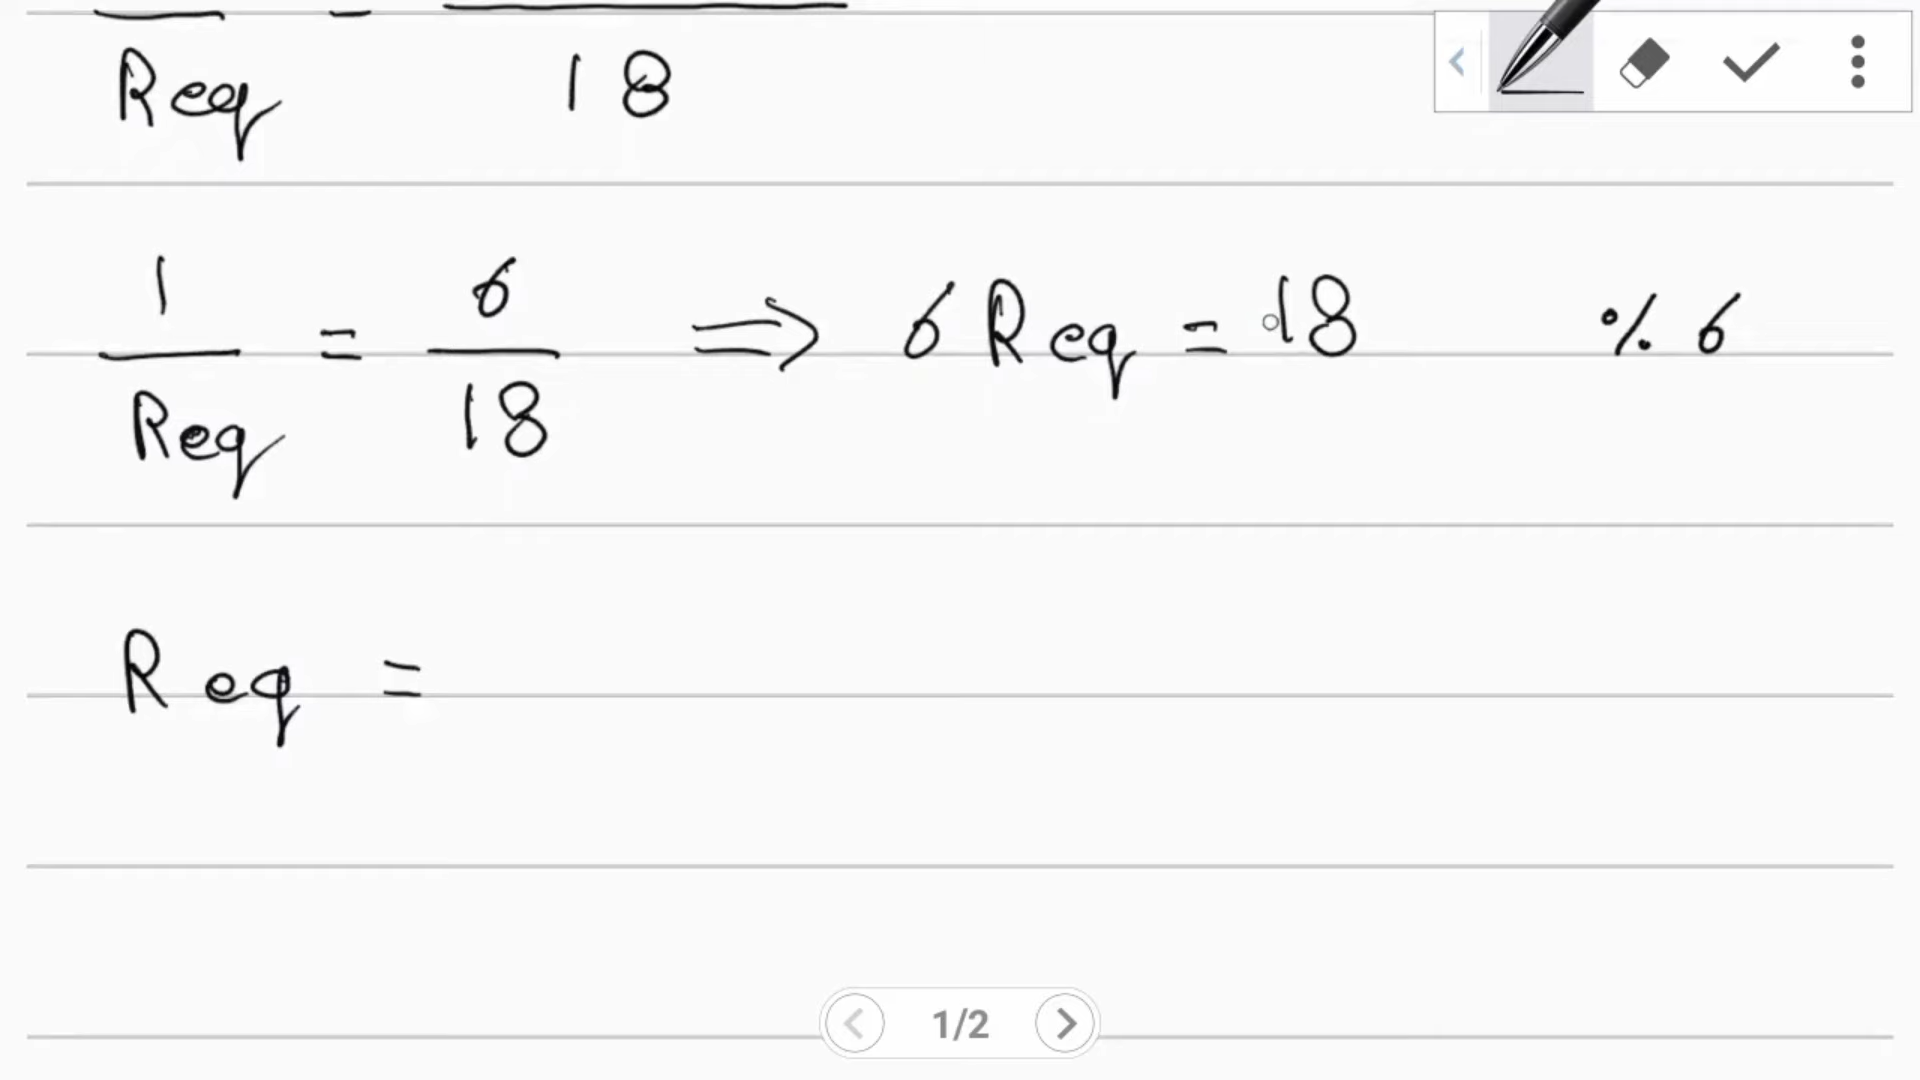 Req = 18
1/Req = 6/18 ⇒ 6 Req = 18 % 6
Req =
1/2